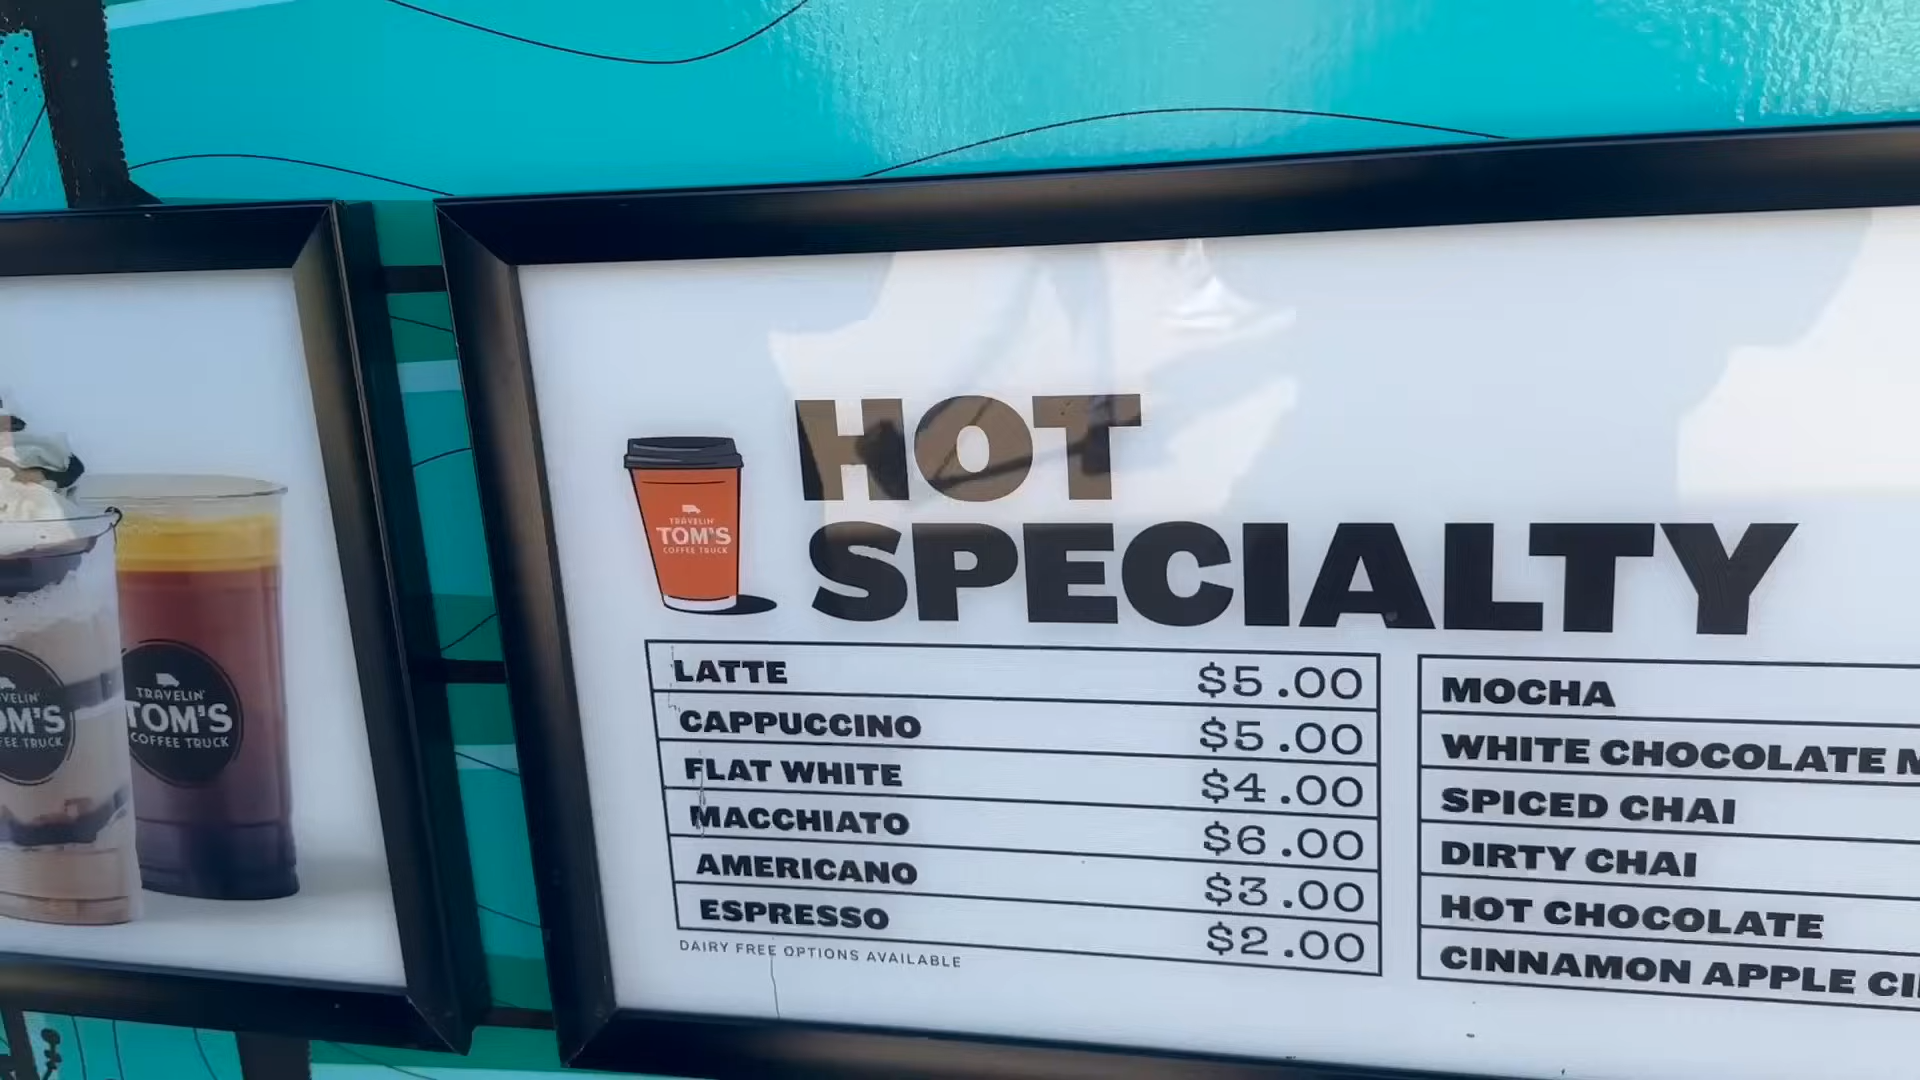 TRAVELIN'
TOM'S
COFFEE TRUCK
TRAVELIN'
TOM'S
COFFEE TRUCK
HOT
SPECIALTY
LATTE $5.00
CAPPUCCINO $5.00
FLAT WHITE $4.00
MACCHIATO $6.00
AMERICANO $3.00
ESPRESSO $2.00
DAIRY FREE OPTIONS AVAILABLE
MOCHA
WHITE CHOCOLATE
SPICED CHAI
DIRTY CHAI
HOT CHOCOLATE
CINNAMON APPLE